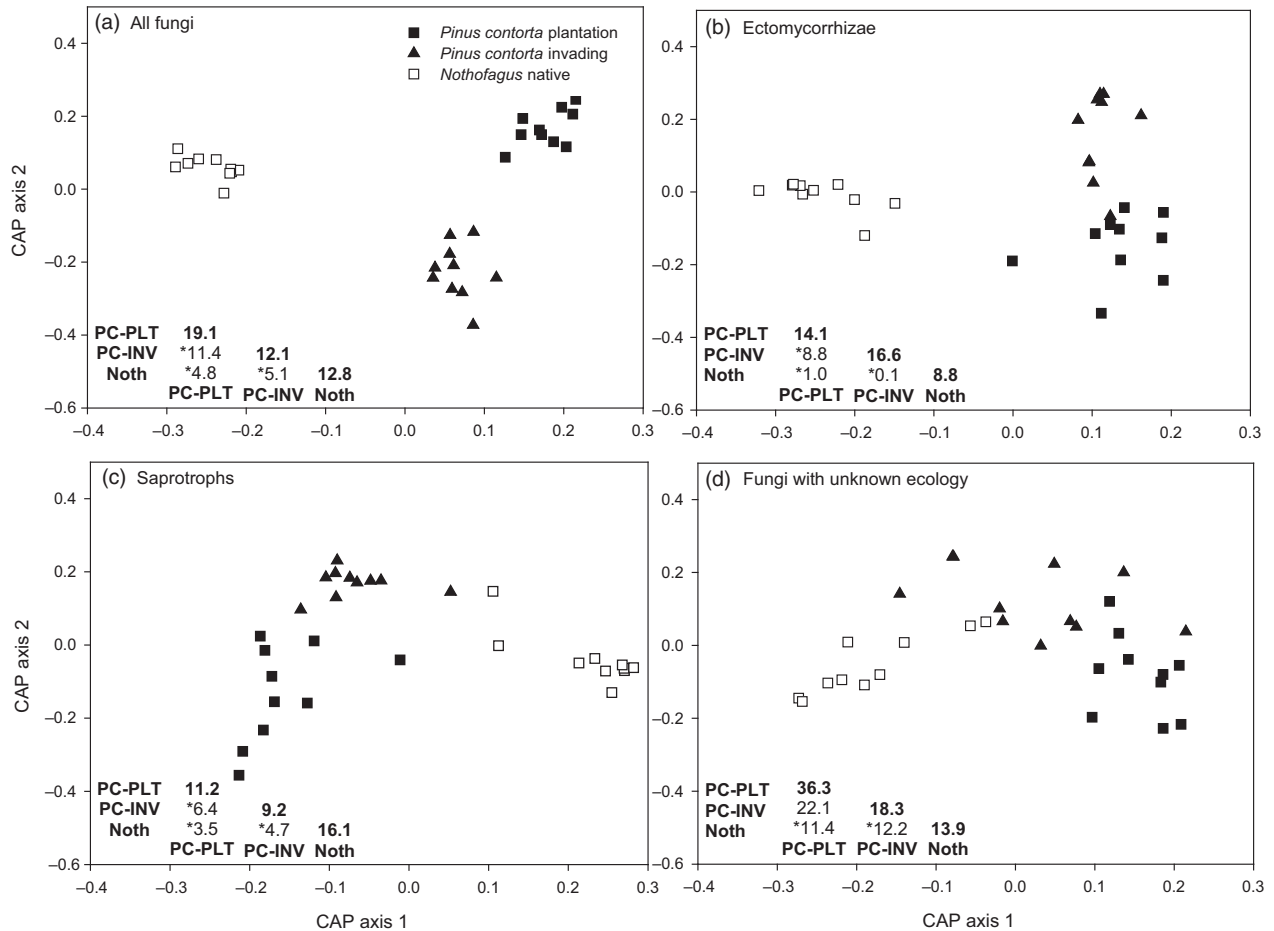 (a) All fungi
■ Pinus contorta plantation
▲ Pinus contorta invading
□ Nothofagus native
0.4
0.2
0.0
–0.2
–0.4
–0.6
CAP axis 2
PC-PLT 19.1
PC-INV *11.4 12.1
Noth *4.8 *5.1 12.8
PC-PLT PC-INV Noth
–0.4 –0.3 –0.2 –0.1 0.0 0.1 0.2 0.3
(b) Ectomycorrhizae
0.4
0.2
0.0
–0.2
–0.4
–0.6
PC-PLT 14.1
PC-INV *8.8 16.6
Noth *1.0 *0.1 8.8
PC-PLT PC-INV Noth
–0.4 –0.3 –0.2 –0.1 0.0 0.1 0.2 0.3
(c) Saprotrophs
0.4
0.2
0.0
–0.2
–0.4
–0.6
CAP axis 2
PC-PLT 11.2
PC-INV *6.4 9.2
Noth *3.5 *4.7 16.1
PC-PLT PC-INV Noth
–0.4 –0.3 –0.2 –0.1 0.0 0.1 0.2 0.3
CAP axis 1
(d) Fungi with unknown ecology
0.4
0.2
0.0
–0.2
–0.4
–0.6
PC-PLT 36.3
PC-INV 22.1 18.3
Noth *11.4 *12.2 13.9
PC-PLT PC-INV Noth
–0.4 –0.3 –0.2 –0.1 0.0 0.1 0.2 0.3
CAP axis 1